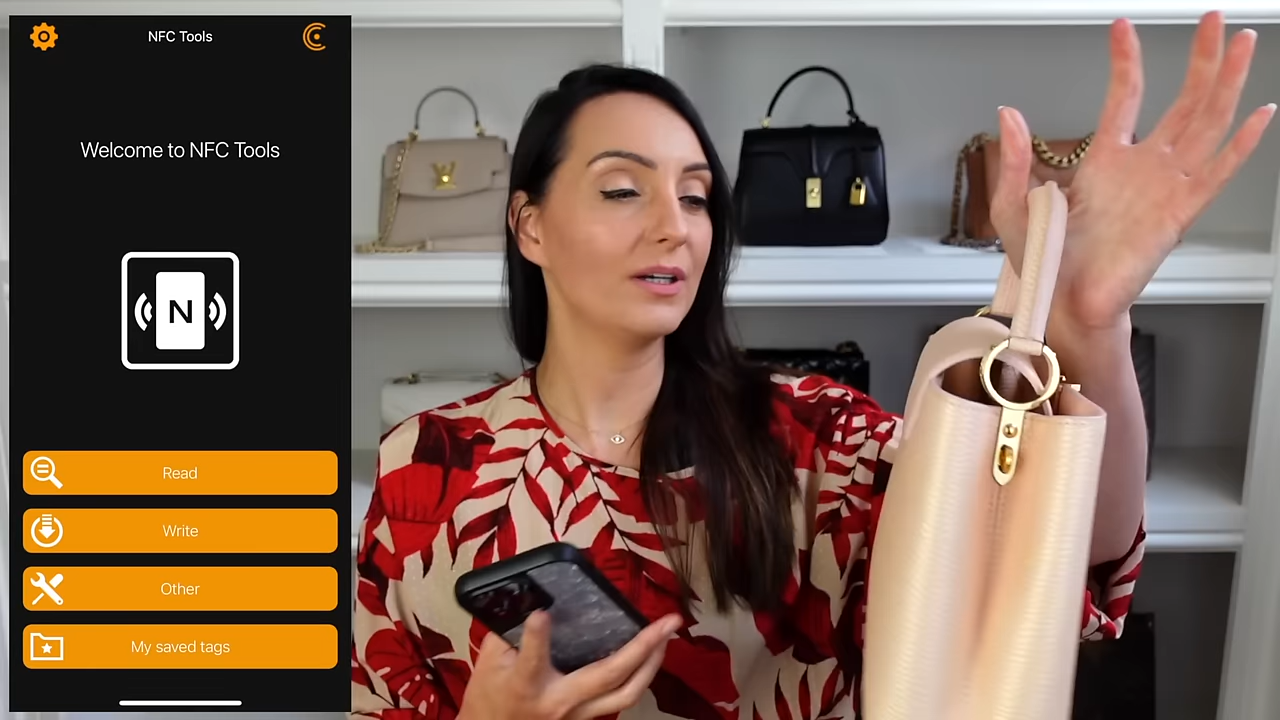 NFC Tools
Welcome to NFC Tools
N
Read
Write
Other
My saved tags